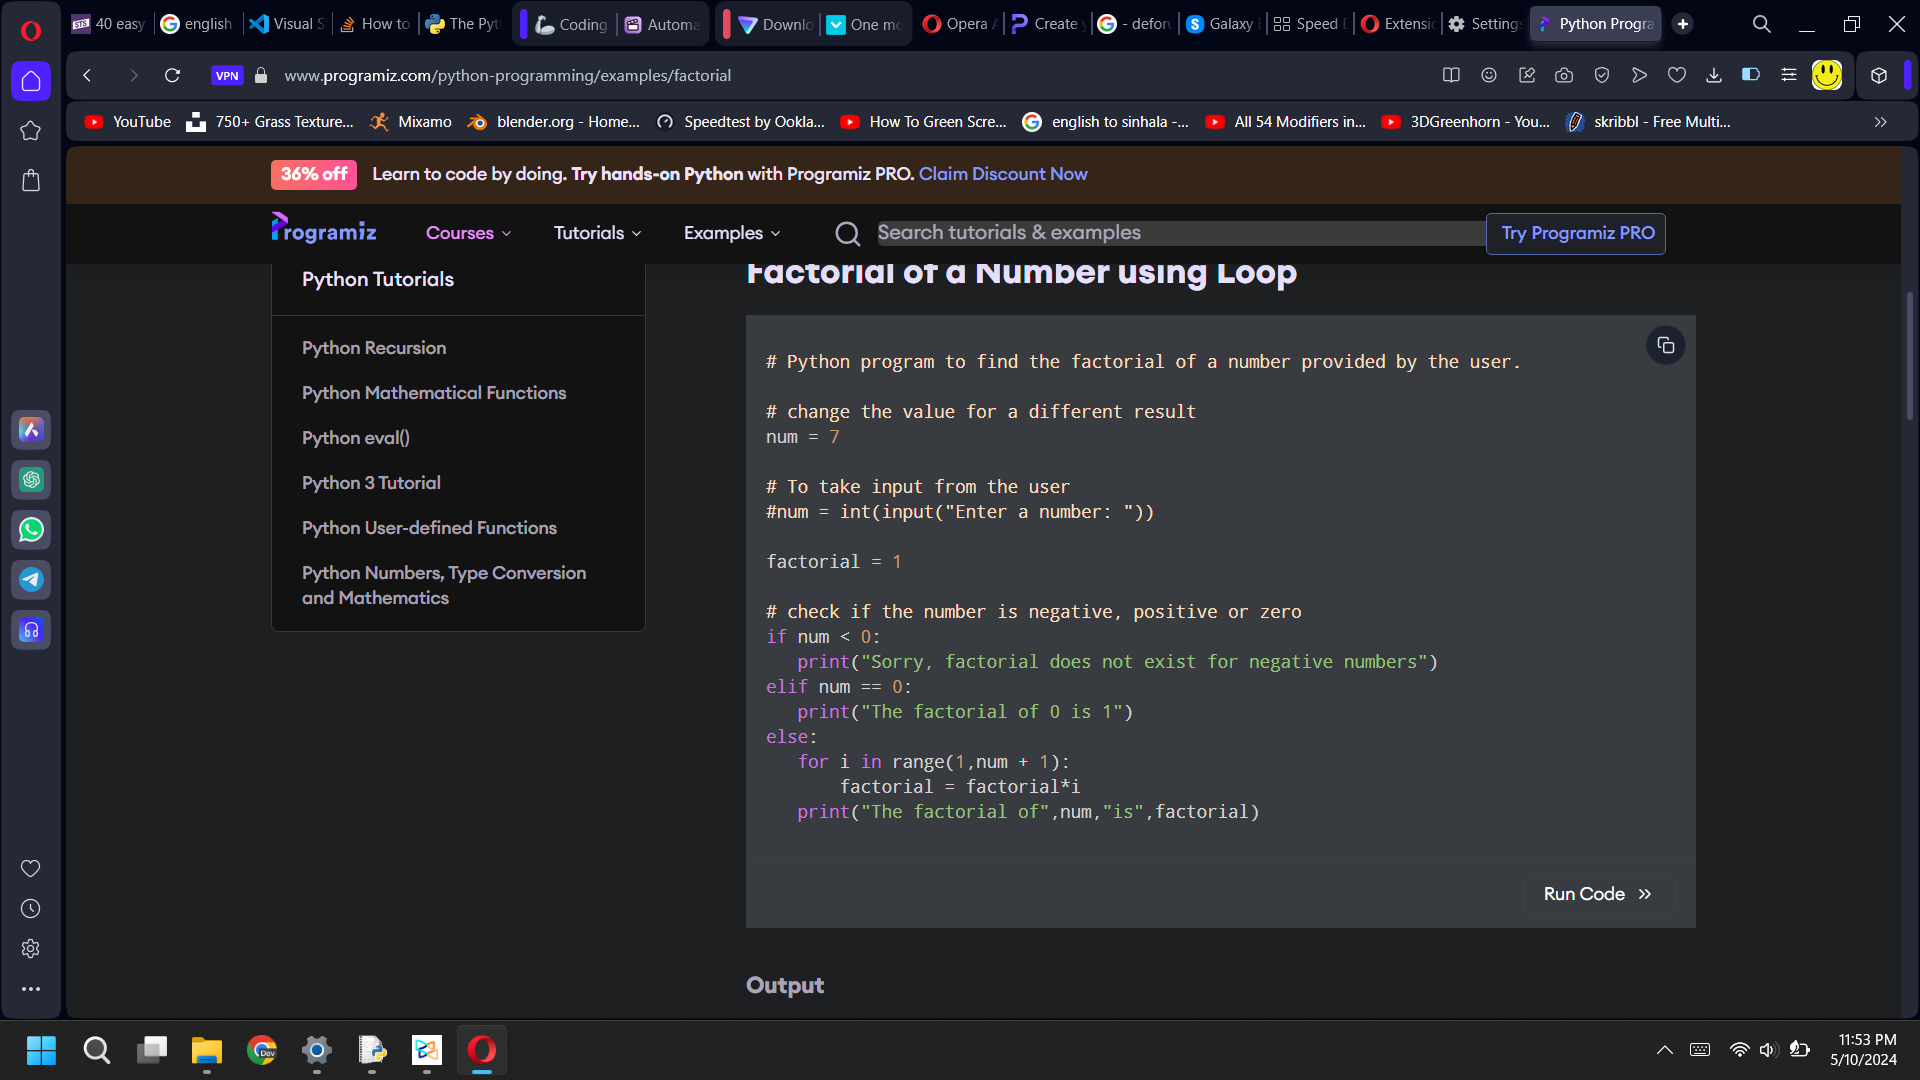 40 easy
english
Visual S
How to
The Pyt
Coding
Automa
Downlo
One mo
Opera A
Create y
- deforu
Galaxy
Speed D
Extensio
Settings
Python Progra
VPN
www.programiz.com/python-programming/examples/factorial
YouTube
750+ Grass Texture...
Mixamo
blender.org - Home...
Speedtest by Ookla...
How To Green Scre...
english to sinhala -...
All 54 Modifiers in...
3DGreenhorn - You...
skribbl - Free Multi...
36% off
Learn to code by doing. Try hands-on Python with Programiz PRO. Claim Discount Now
Programiz
Courses
Tutorials
Examples
Search tutorials & examples
Try Programiz PRO
Python Tutorials
Python Recursion
Python Mathematical Functions
Python eval()
Python 3 Tutorial
Python User-defined Functions
Python Numbers, Type Conversion
and Mathematics
Factorial of a Number using Loop
# Python program to find the factorial of a number provided by the user.
# change the value for a different result
num = 7
# To take input from the user
#num = int(input("Enter a number: "))
factorial = 1
# check if the number is negative, positive or zero
if num < 0:
   print("Sorry, factorial does not exist for negative numbers")
elif num == 0:
   print("The factorial of 0 is 1")
else:
   for i in range(1,num + 1):
       factorial = factorial*i
   print("The factorial of",num,"is",factorial)
Run Code
Output
Dev
11:53 PM
5/10/2024